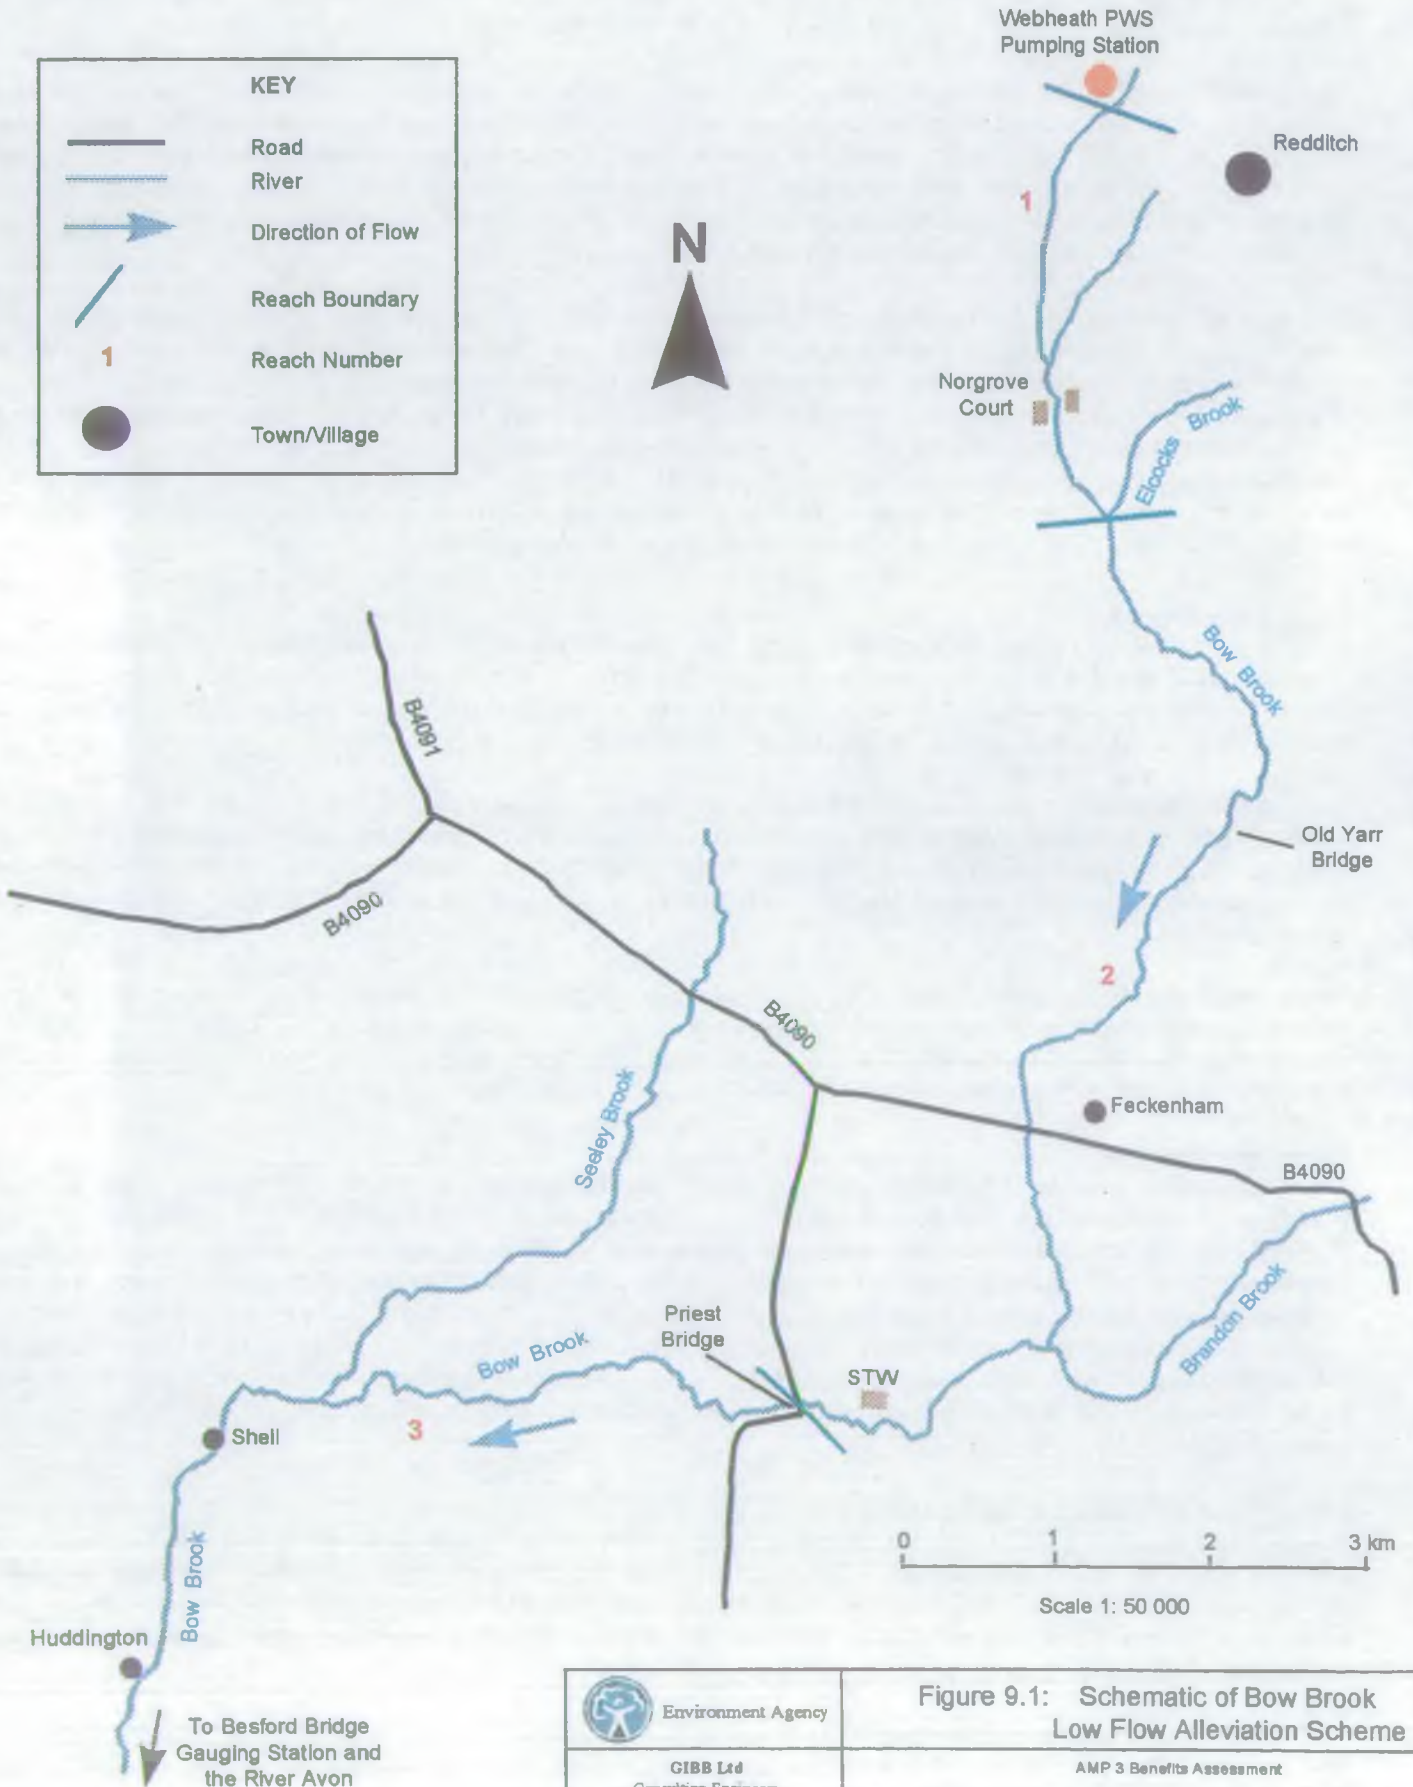 Webheath PWS
Pumping Station
KEY
Road
River
Direction of Flow
Reach Boundary
1
Reach Number
Town/Village
N
Redditch
1
Norgrove
Court
Elcocks Brook
Bow Brook
B4091
B4090
Old Yarr
Bridge
2
B4090
Feckenham
B4090
Seeley Brook
Brandon Brook
Priest
Bridge
Bow Brook
STW
3
Shell
Bow Brook
0 1 2 3 km
Scale 1: 50 000
Huddington
To Besford Bridge
Gauging Station and
the River Avon
Environment Agency
Figure 9.1: Schematic of Bow Brook
Low Flow Alleviation Scheme
GIBB Ltd
AMP 3 Benefits Assessment